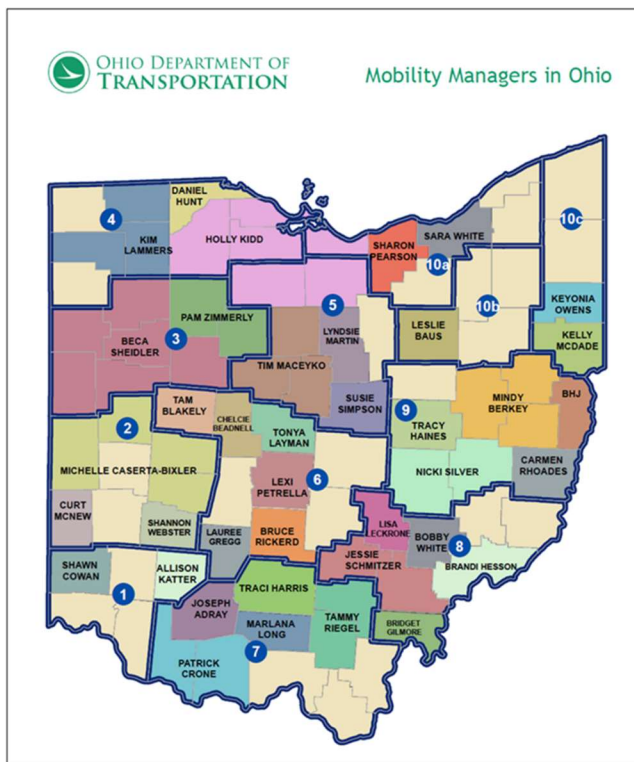 OHIO DEPARTMENT OF
TRANSPORTATION
Mobility Managers in Ohio
DANIEL
HUNT
4
KIM
LAMMERS
HOLLY KIDD
SHARON
PEARSON
SARA WHITE
10a
10c
10b
KEYONIA
OWENS
KELLY
MCDADE
PAM ZIMMERLY
BECA
SHEIDLER
3
5
LYNDSIE
MARTIN
TIM MACEYKO
SUSIE
SIMPSON
LESLIE
BAUS
9
TRACY
HAINES
MINDY
BERKEY
BHJ
NICKI SILVER
CARMEN
RHOADES
TAM
BLAKELY
CHELCIE
BEADNELL
TONYA
LAYMAN
2
MICHELLE CASERTA-BIXLER
LEXI
PETRELLA
6
CURT
MCNEW
SHANNON
WEBSTER
LAUREE
GREGG
BRUCE
RICKERD
LISA
LECKRONE
BOBBY
WHITE
8
JESSIE
SCHMITZER
BRANDI HESSON
SHAWN
COWAN
ALLISON
KATTER
1
TRACI HARRIS
JOSEPH
ADRAY
MARLANA
LONG
TAMMY
RIEGEL
BRIDGET
GILMORE
7
PATRICK
CRONE